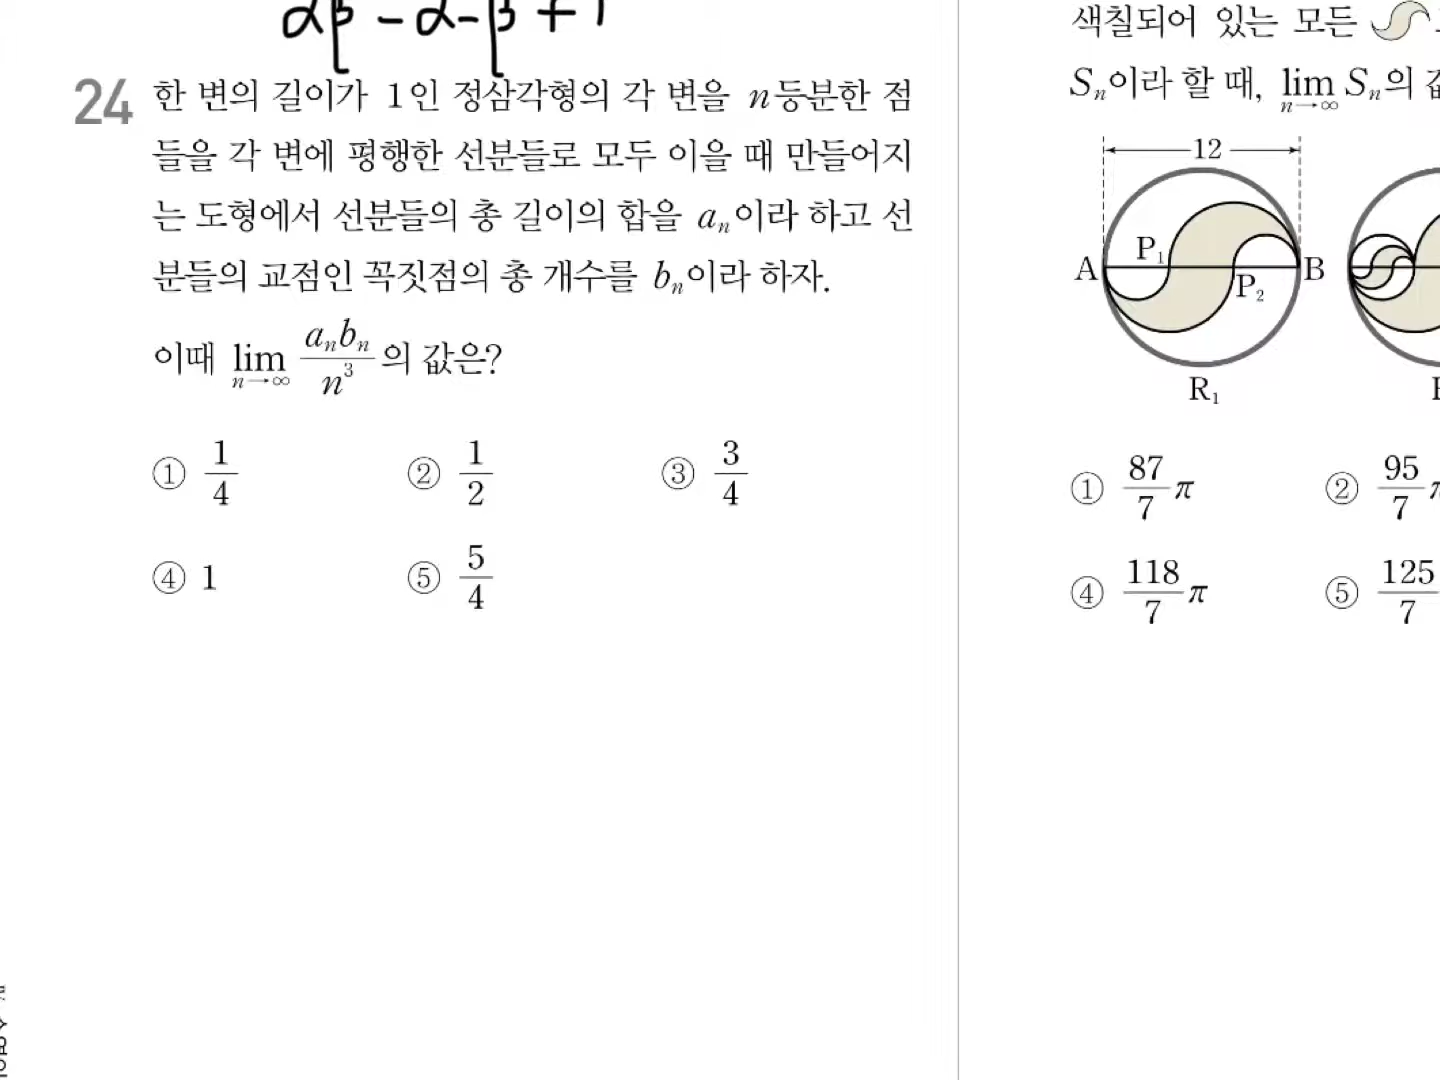 αβ - α - β + 1
24 한 변의 길이가 1인 정삼각형의 각 변을 n등분한 점
들을 각 변에 평행한 선분들로 모두 이을 때 만들어지
는 도형에서 선분들의 총 길이의 합을 aₙ이라 하고 선
분들의 교점인 꼭짓점의 총 개수를 bₙ이라 하자.
이때 lim n→∞ aₙbₙ/n³ 의 값은?
① 1/4 ② 1/2 ③ 3/4
④ 1 ⑤ 5/4
색칠되어 있는 모든
Sₙ이라 할 때, lim n→∞ Sₙ의
12
A P₁ P₂ B
R₁
① 87/7 π ② 95/7
④ 118/7 π ⑤ 125/7